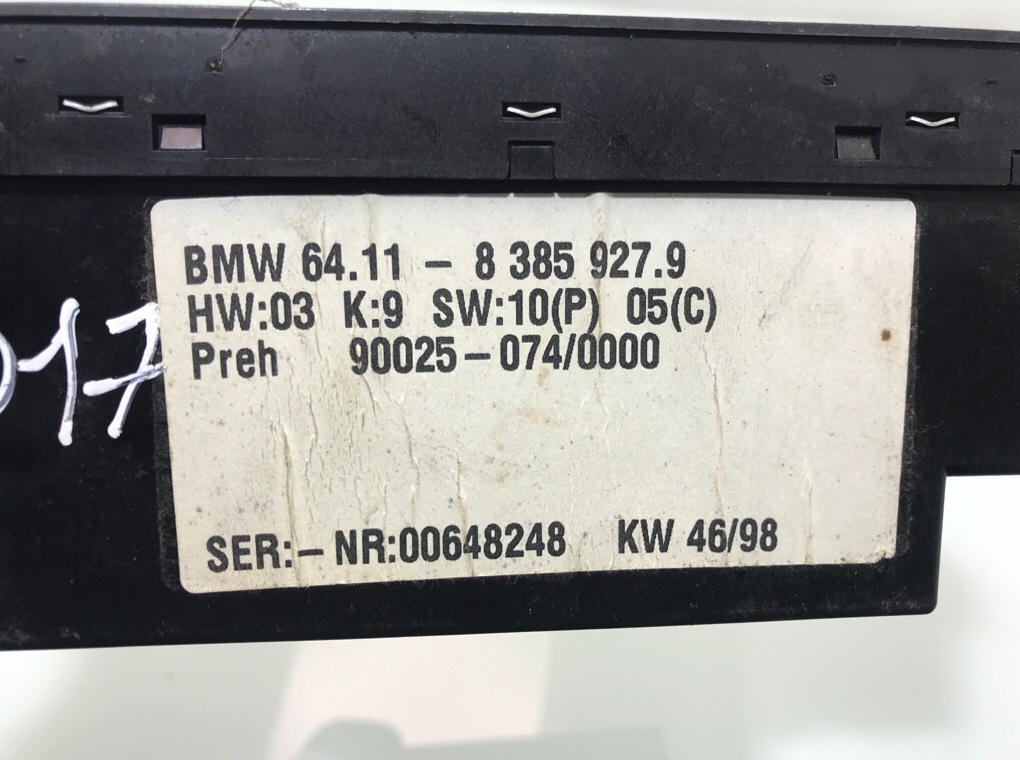 BMW 64.11 – 8 385 927.9
HW:03 K:9 SW:10(P) 05(C)
Preh 90025–074/0000
017
SER:–NR:00648248 KW 46/98